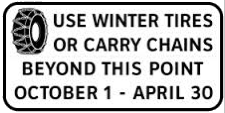 USE WINTER TIRES
OR CARRY CHAINS
BEYOND THIS POINT
OCTOBER 1 - APRIL 30